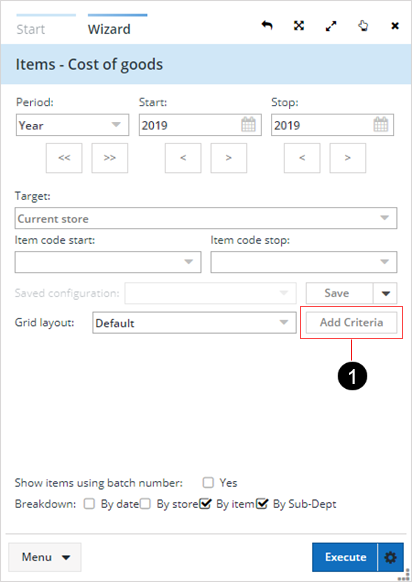 Start Wizard
Items - Cost of goods
Period: Start: Stop:
Year 2019 2019
<< >> < > < >
Target:
Current store
Item code start: Item code stop:
Saved configuration: Save
Grid layout: Default Add Criteria
1
Show items using batch number: Yes
Breakdown: By date By store By item By Sub-Dept
Menu Execute